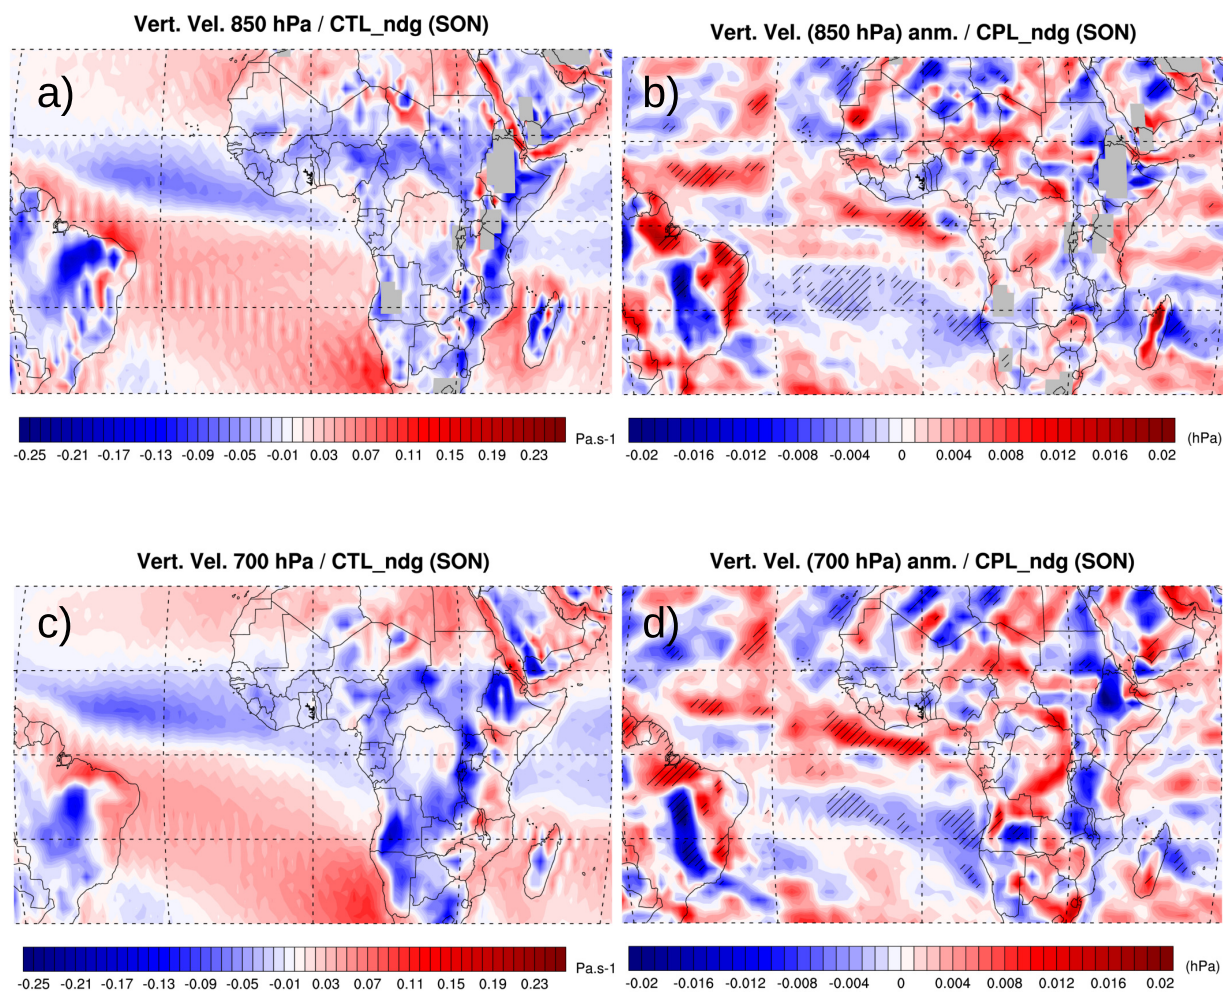 Vert. Vel. 850 hPa / CTL_ndg (SON)
Vert. Vel. (850 hPa) anm. / CPL_ndg (SON)
a)
b)
-0.25 -0.21 -0.17 -0.13 -0.09 -0.05 -0.01 0.03 0.07 0.11 0.15 0.19 0.23 Pa.s-1
-0.02 -0.016 -0.012 -0.008 -0.004 0 0.004 0.008 0.012 0.016 0.02 (hPa)
Vert. Vel. 700 hPa / CTL_ndg (SON)
Vert. Vel. (700 hPa) anm. / CPL_ndg (SON)
c)
d)
-0.25 -0.21 -0.17 -0.13 -0.09 -0.05 -0.01 0.03 0.07 0.11 0.15 0.19 0.23 Pa.s-1
-0.02 -0.016 -0.012 -0.008 -0.004 0 0.004 0.008 0.012 0.016 0.02 (hPa)